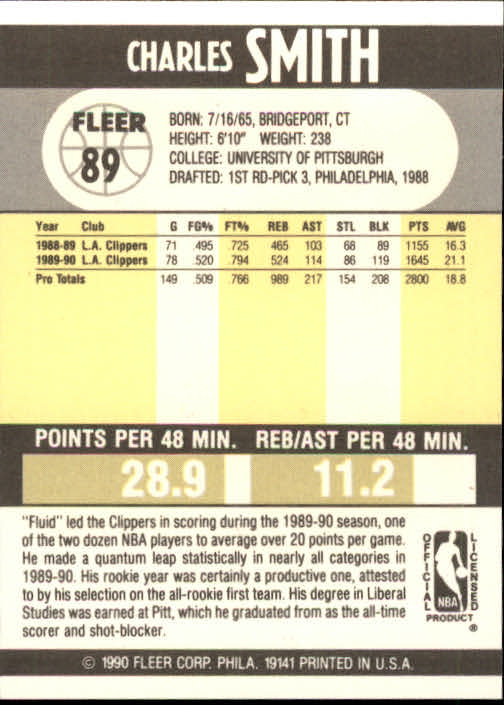 CHARLES SMITH
FLEER
89
BORN: 7/16/65, BRIDGEPORT, CT
HEIGHT: 6'10" WEIGHT: 238
COLLEGE: UNIVERSITY OF PITTSBURGH
DRAFTED: 1ST RD-PICK 3, PHILADELPHIA, 1988
Year Club G FG% FT% REB AST STL BLK PTS AVG
1988-89 L.A. Clippers 71 .495 .725 465 103 68 89 1155 16.3
1989-90 L.A. Clippers 78 .520 .794 524 114 86 119 1645 21.1
Pro Totals 149 .509 .766 989 217 154 208 2800 18.8
POINTS PER 48 MIN. REB/AST PER 48 MIN.
28.9 11.2
"Fluid" led the Clippers in scoring during the 1989-90 season, one
of the two dozen NBA players to average over 20 points per game.
He made a quantum leap statistically in nearly all categories in
1989-90. His rookie year was certainly a productive one, attested
to by his selection on the all-rookie first team. His degree in Liberal
Studies was earned at Pitt, which he graduated from as the all-time
scorer and shot-blocker.
OFFICIAL
LICENSED
NBA
PRODUCT
®
© 1990 FLEER CORP. PHILA. 19141 PRINTED IN U.S.A.